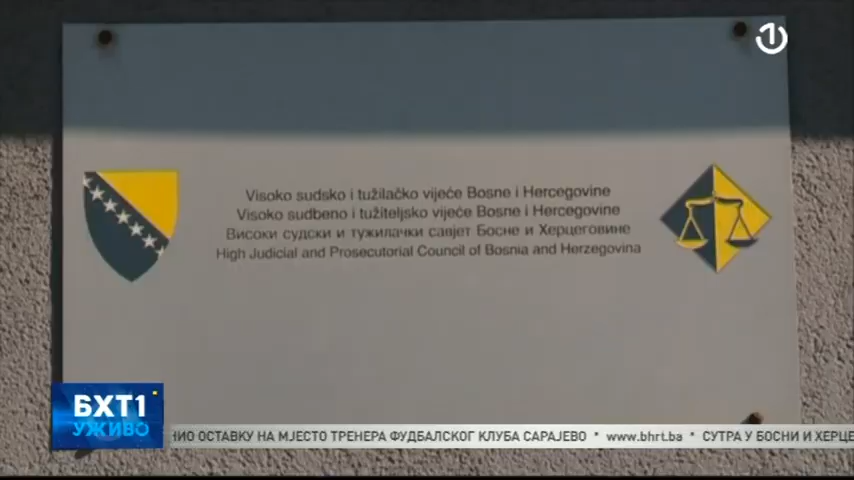 1
Visoko sudsko i tužilačko vijeće Bosne i Hercegovine
Visoko sudbeno i tužiteljsko vijeće Bosne i Hercegovine
Високи судски и тужилачки савјет Босне и Херцеговине
High Judicial and Prosecutorial Council of Bosnia and Herzegovina
БХТ1
УЖИВО
ОСТАВКУ НА МЈЕСТО ТРЕНЕРА ФУДБАЛСКОГ КЛУБА САРАЈЕВО * www.bhrt.ba * СУТРА У БОСНИ И